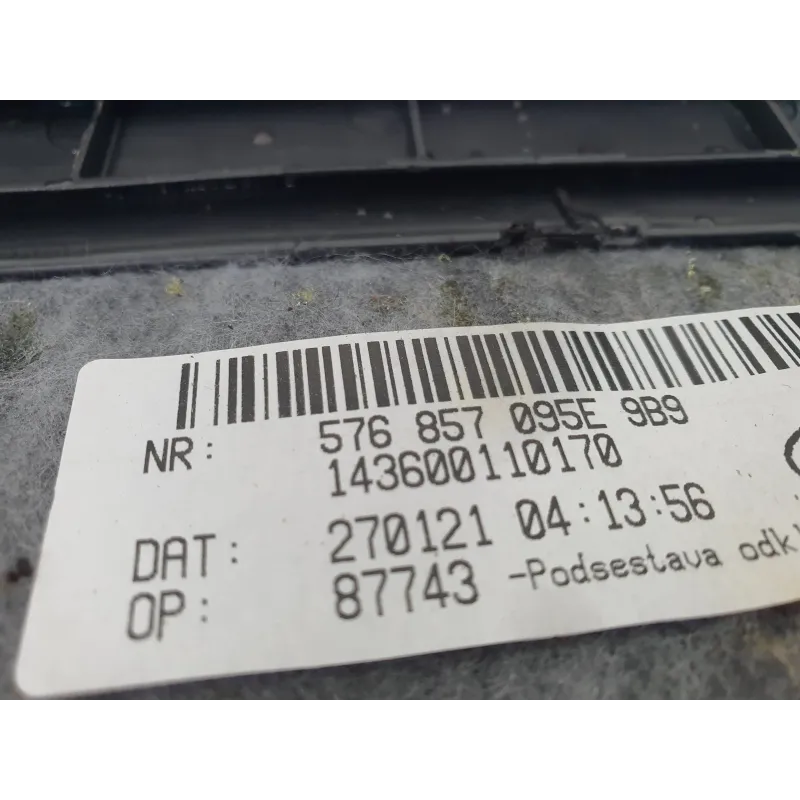 NR: 576 857 095E 9B9
143600110170
DAT: 270121 04:13:56
OP: 87743 -Podsestava